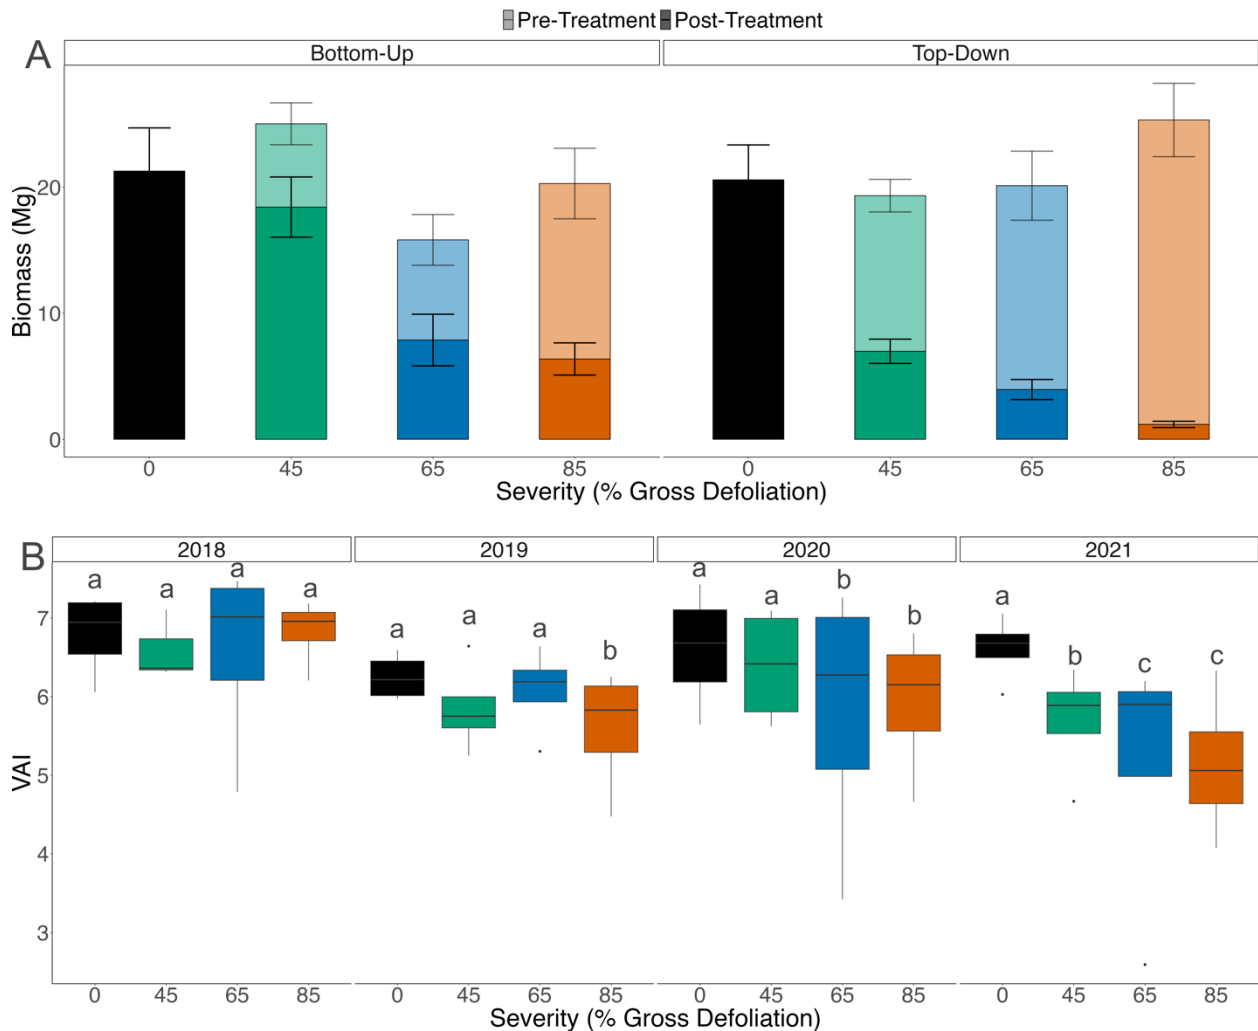 Pre-Treatment Post-Treatment
A
Bottom-Up Top-Down
Biomass (Mg)
20
10
0
0 45 65 85 0 45 65 85
Severity (% Gross Defoliation)
B
2018 2019 2020 2021
a a a a a a a b a a b b a b c c
VAI
7
6
5
4
3
0 45 65 85 0 45 65 85 0 45 65 85 0 45 65 85
Severity (% Gross Defoliation)